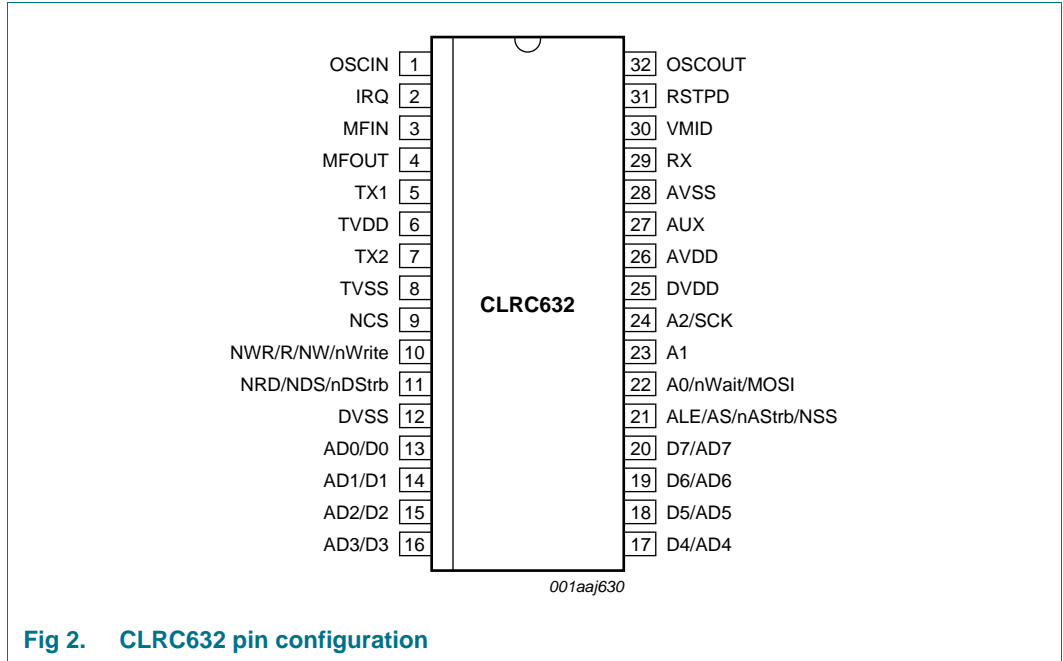 OSCIN 1 32 OSCOUT
IRQ 2 31 RSTPD
MFIN 3 30 VMID
MFOUT 4 29 RX
TX1 5 28 AVSS
TVDD 6 27 AUX
TX2 7 26 AVDD
TVSS 8 25 DVDD
CLRC632
NCS 9 24 A2/SCK
NWR/R/NW/nWrite 10 23 A1
NRD/NDS/nDStrb 11 22 A0/nWait/MOSI
DVSS 12 21 ALE/AS/nAStrb/NSS
AD0/D0 13 20 D7/AD7
AD1/D1 14 19 D6/AD6
AD2/D2 15 18 D5/AD5
AD3/D3 16 17 D4/AD4
001aaj630
Fig 2. CLRC632 pin configuration